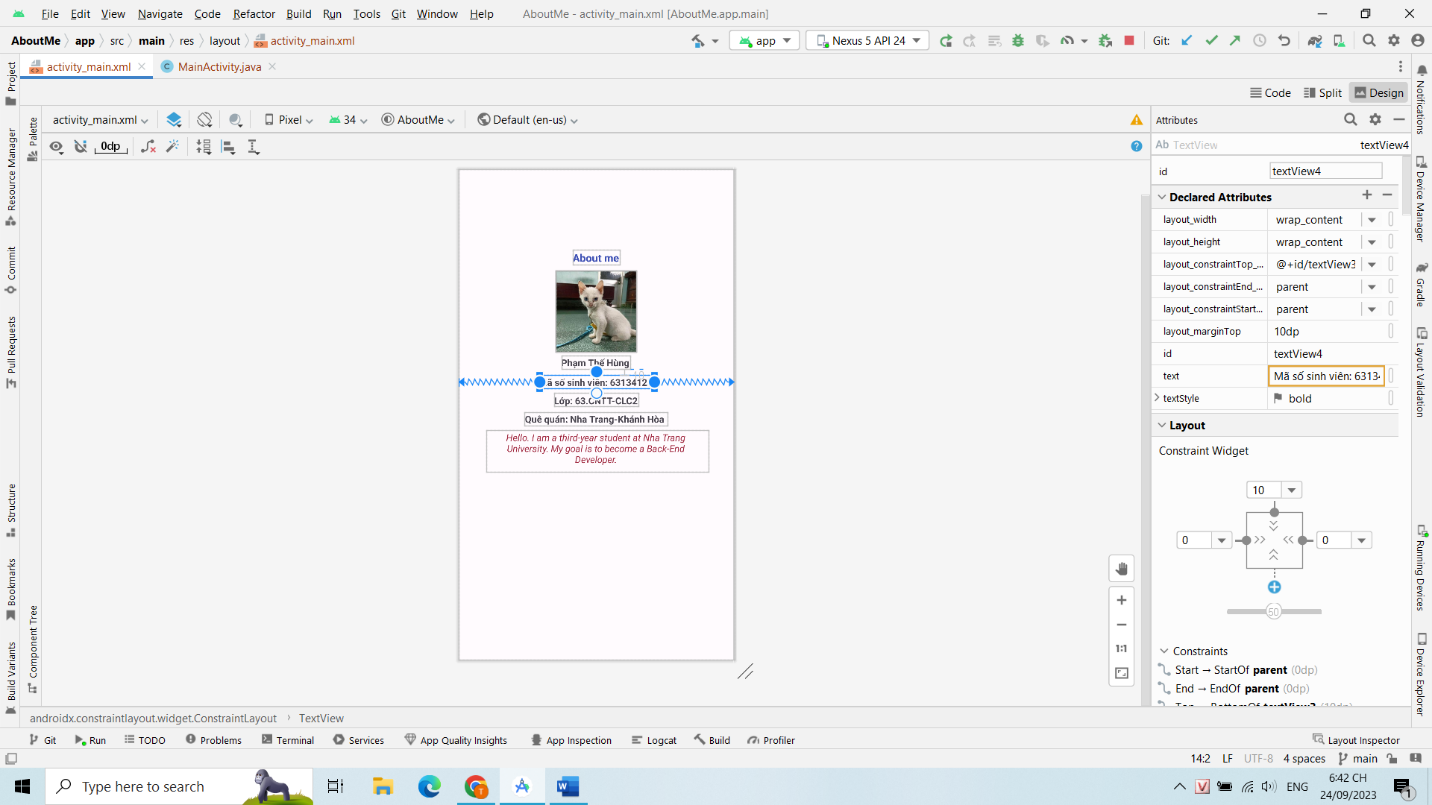 File Edit View Navigate Code Refactor Build Run Tools Git Window Help AboutMe - activity_main.xml [AboutMe.app.main]
AboutMe app src main res layout activity_main.xml app Nexus 5 API 24 Git:
activity_main.xml MainActivity.java
Code Split Design
activity_main.xml Pixel 34 AboutMe Default (en-us)
0dp
Project
Resource Manager
Commit
Pull Requests
Structure
Bookmarks
Build Variants
Palette
Component Tree
About me
Phạm Thế Hùng
số sinh viên: 6313412
Lớp: 63.CNTT-CLC2
Quê quán: Nha Trang-Khánh Hòa
Hello. I am a third-year student at Nha Trang
University. My goal is to become a Back-End
Developer.
1:1
Attributes
Ab TextView textView4
id textView4
Declared Attributes
layout_width wrap_content
layout_height wrap_content
layout_constraintTop_... @+id/textView3
layout_constraintEnd_... parent
layout_constraintStart... parent
layout_marginTop 10dp
id textView4
text Mã số sinh viên: 6313
textStyle bold
Layout
Constraint Widget
10
0 0
50
Constraints
Start → StartOf parent (0dp)
End → EndOf parent (0dp)
Top → BottomOf textView3 (10dp)
Notifications
Device Manager
Gradle
Layout Validation
Running Devices
Device Explorer
androidx.constraintlayout.widget.ConstraintLayout TextView
Git Run TODO Problems Terminal Services App Quality Insights App Inspection Logcat Build Profiler Layout Inspector
14:2 LF UTF-8 4 spaces main
Type here to search ENG 6:42 CH
24/09/2023
1